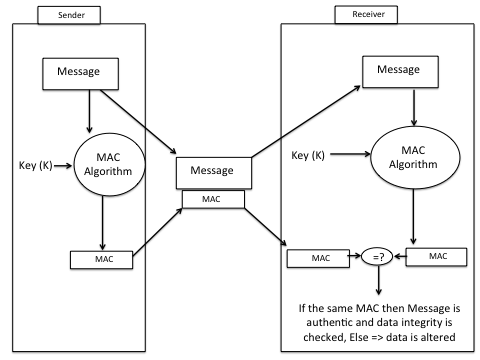 Sender
Receiver
Message
Message
Key (K)
MAC
Algorithm
Message
MAC
Key (K)
MAC
Algorithm
MAC
MAC
=?
MAC
If the same MAC then Message is
authentic and data integrity is
checked, Else => data is altered